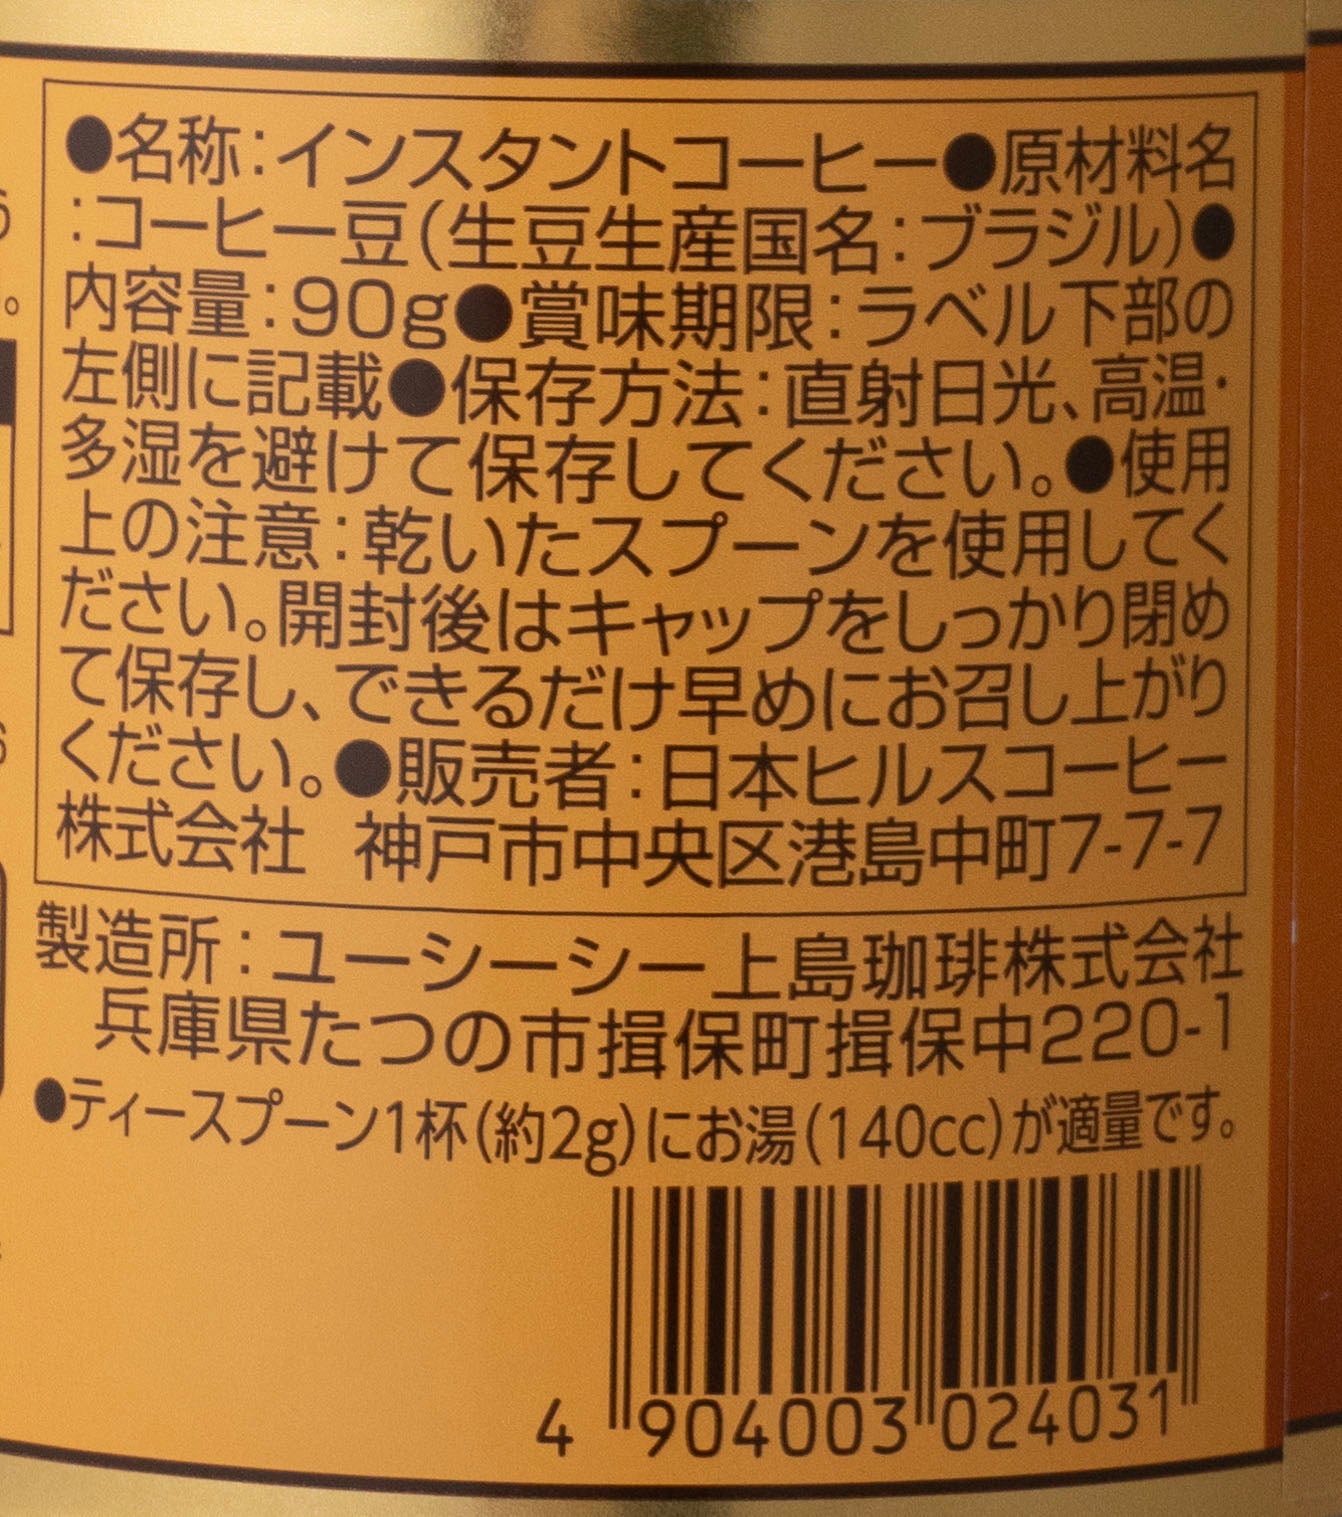 ●名称:インスタントコーヒー●原材料名
:コーヒー豆(生豆生産国名:ブラジル)●
内容量:90g●賞味期限:ラベル下部の
左側に記載●保存方法:直射日光、高温・
多湿を避けて保存してください。●使用
上の注意:乾いたスプーンを使用してく
ださい。開封後はキャップをしっかり閉め
て保存し、できるだけ早めにお召し上がり
ください。●販売者:日本ヒルスコーヒー
株式会社 神戸市中央区港島中町7-7-7
製造所:ユーシーシー上島珈琲株式会社
兵庫県たつの市揖保町揖保中220-1
●ティースプーン1杯(約2g)にお湯(140cc)が適量です。
4 904003 024031